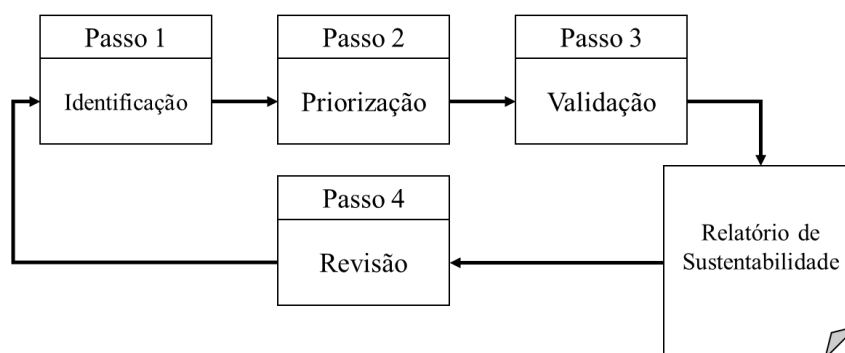 Passo 1
Identificação
Passo 2
Priorização
Passo 3
Validação
Relatório de
Sustentabilidade
Passo 4
Revisão